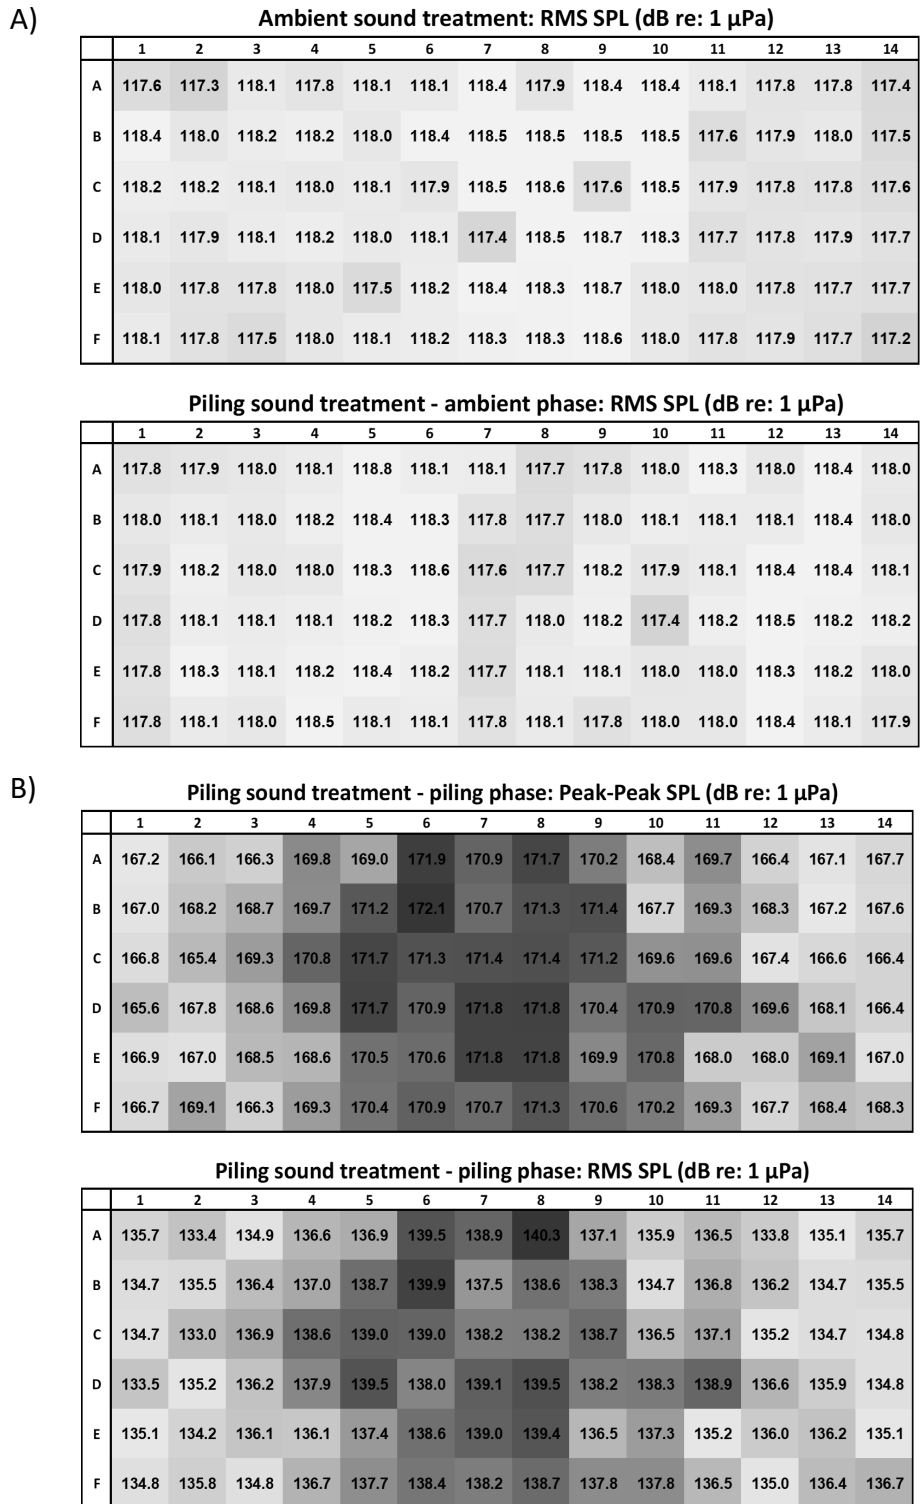 A)
Ambient sound treatment: RMS SPL (dB re: 1 µPa)
1 2 3 4 5 6 7 8 9 10 11 12 13 14
A 117.6 117.3 118.1 117.8 118.1 118.1 118.4 117.9 118.4 118.4 118.1 117.8 117.8 117.4
B 118.4 118.0 118.2 118.2 118.0 118.4 118.5 118.5 118.5 118.5 117.6 117.9 118.0 117.5
C 118.2 118.2 118.1 118.0 118.1 117.9 118.5 118.6 117.6 118.5 117.9 117.8 117.8 117.6
D 118.1 117.9 118.1 118.2 118.0 118.1 117.4 118.5 118.7 118.3 117.7 117.8 117.9 117.7
E 118.0 117.8 117.8 118.0 117.5 118.2 118.4 118.3 118.7 118.0 118.0 117.8 117.7 117.7
F 118.1 117.8 117.5 118.0 118.1 118.2 118.3 118.3 118.6 118.0 117.8 117.9 117.7 117.2
Piling sound treatment - ambient phase: RMS SPL (dB re: 1 µPa)
1 2 3 4 5 6 7 8 9 10 11 12 13 14
A 117.8 117.9 118.0 118.1 118.8 118.1 118.1 117.7 117.8 118.0 118.3 118.0 118.4 118.0
B 118.0 118.1 118.0 118.2 118.4 118.3 117.8 117.7 118.0 118.1 118.1 118.1 118.4 118.0
C 117.9 118.2 118.0 118.0 118.3 118.6 117.6 117.7 118.2 117.9 118.1 118.4 118.4 118.1
D 117.8 118.1 118.1 118.1 118.2 118.3 117.7 118.0 118.2 117.4 118.2 118.5 118.2 118.2
E 117.8 118.3 118.1 118.2 118.4 118.2 117.7 118.1 118.1 118.0 118.0 118.3 118.2 118.0
F 117.8 118.1 118.0 118.5 118.1 118.1 117.8 118.1 117.8 118.0 118.0 118.4 118.1 117.9
B)
Piling sound treatment - piling phase: Peak-Peak SPL (dB re: 1 µPa)
1 2 3 4 5 6 7 8 9 10 11 12 13 14
A 167.2 166.1 166.3 169.8 169.0 171.9 170.9 171.7 170.2 168.4 169.7 166.4 167.1 167.7
B 167.0 168.2 168.7 169.7 171.2 172.1 170.7 171.3 171.4 167.7 169.3 168.3 167.2 167.6
C 166.8 165.4 169.3 170.8 171.7 171.3 171.4 171.4 171.2 169.6 169.6 167.4 166.6 166.4
D 165.6 167.8 168.6 169.8 171.7 170.9 171.8 171.8 170.4 170.9 170.8 169.6 168.1 166.4
E 166.9 167.0 168.5 168.6 170.5 170.6 171.8 171.8 169.9 170.8 168.0 168.0 169.1 167.0
F 166.7 169.1 166.3 169.3 170.4 170.9 170.7 171.3 170.6 170.2 169.3 167.7 168.4 168.3
Piling sound treatment - piling phase: RMS SPL (dB re: 1 µPa)
1 2 3 4 5 6 7 8 9 10 11 12 13 14
A 135.7 133.4 134.9 136.6 136.9 139.5 138.9 140.3 137.1 135.9 136.5 133.8 135.1 135.7
B 134.7 135.5 136.4 137.0 138.7 139.9 137.5 138.6 138.3 134.7 136.8 136.2 134.7 135.5
C 134.7 133.0 136.9 138.6 139.0 139.0 138.2 138.2 138.7 136.5 137.1 135.2 134.7 134.8
D 133.5 135.2 136.2 137.9 139.5 138.0 139.1 139.5 138.2 138.3 138.9 136.6 135.9 134.8
E 135.1 134.2 136.1 136.1 137.4 138.6 139.0 139.4 136.5 137.3 135.2 136.0 136.2 135.1
F 134.8 135.8 134.8 136.7 137.7 138.4 138.2 138.7 137.8 137.8 136.5 135.0 136.4 136.7